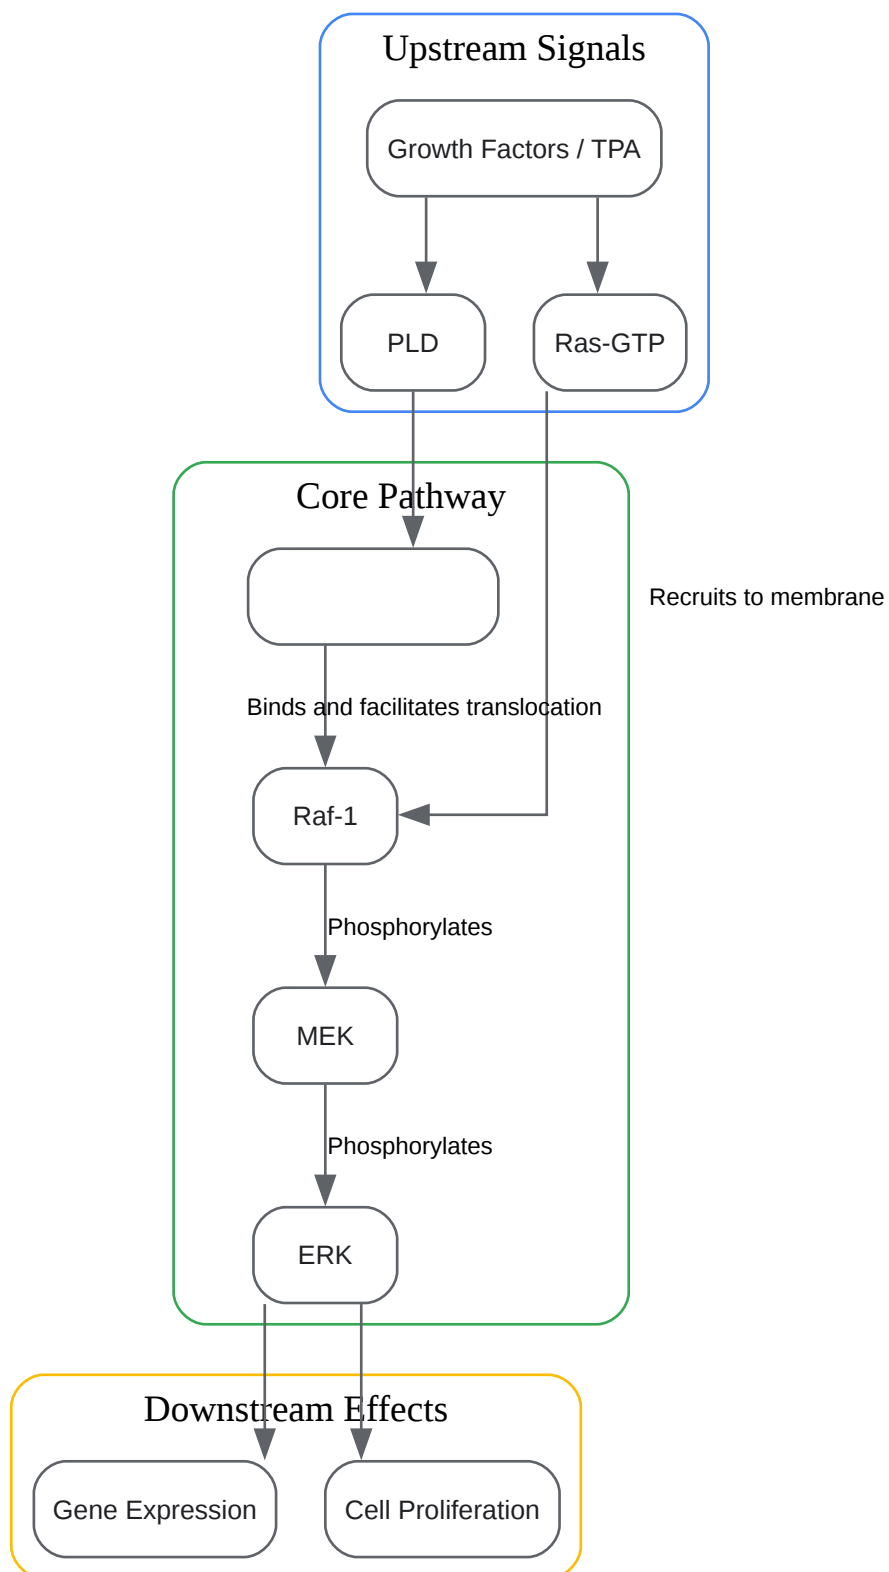 Upstream Signals
Growth Factors / TPA
PLD
Ras-GTP
Core Pathway
Recruits to membrane
Binds and facilitates translocation
Raf-1
Phosphorylates
MEK
Phosphorylates
ERK
Downstream Effects
Gene Expression
Cell Proliferation